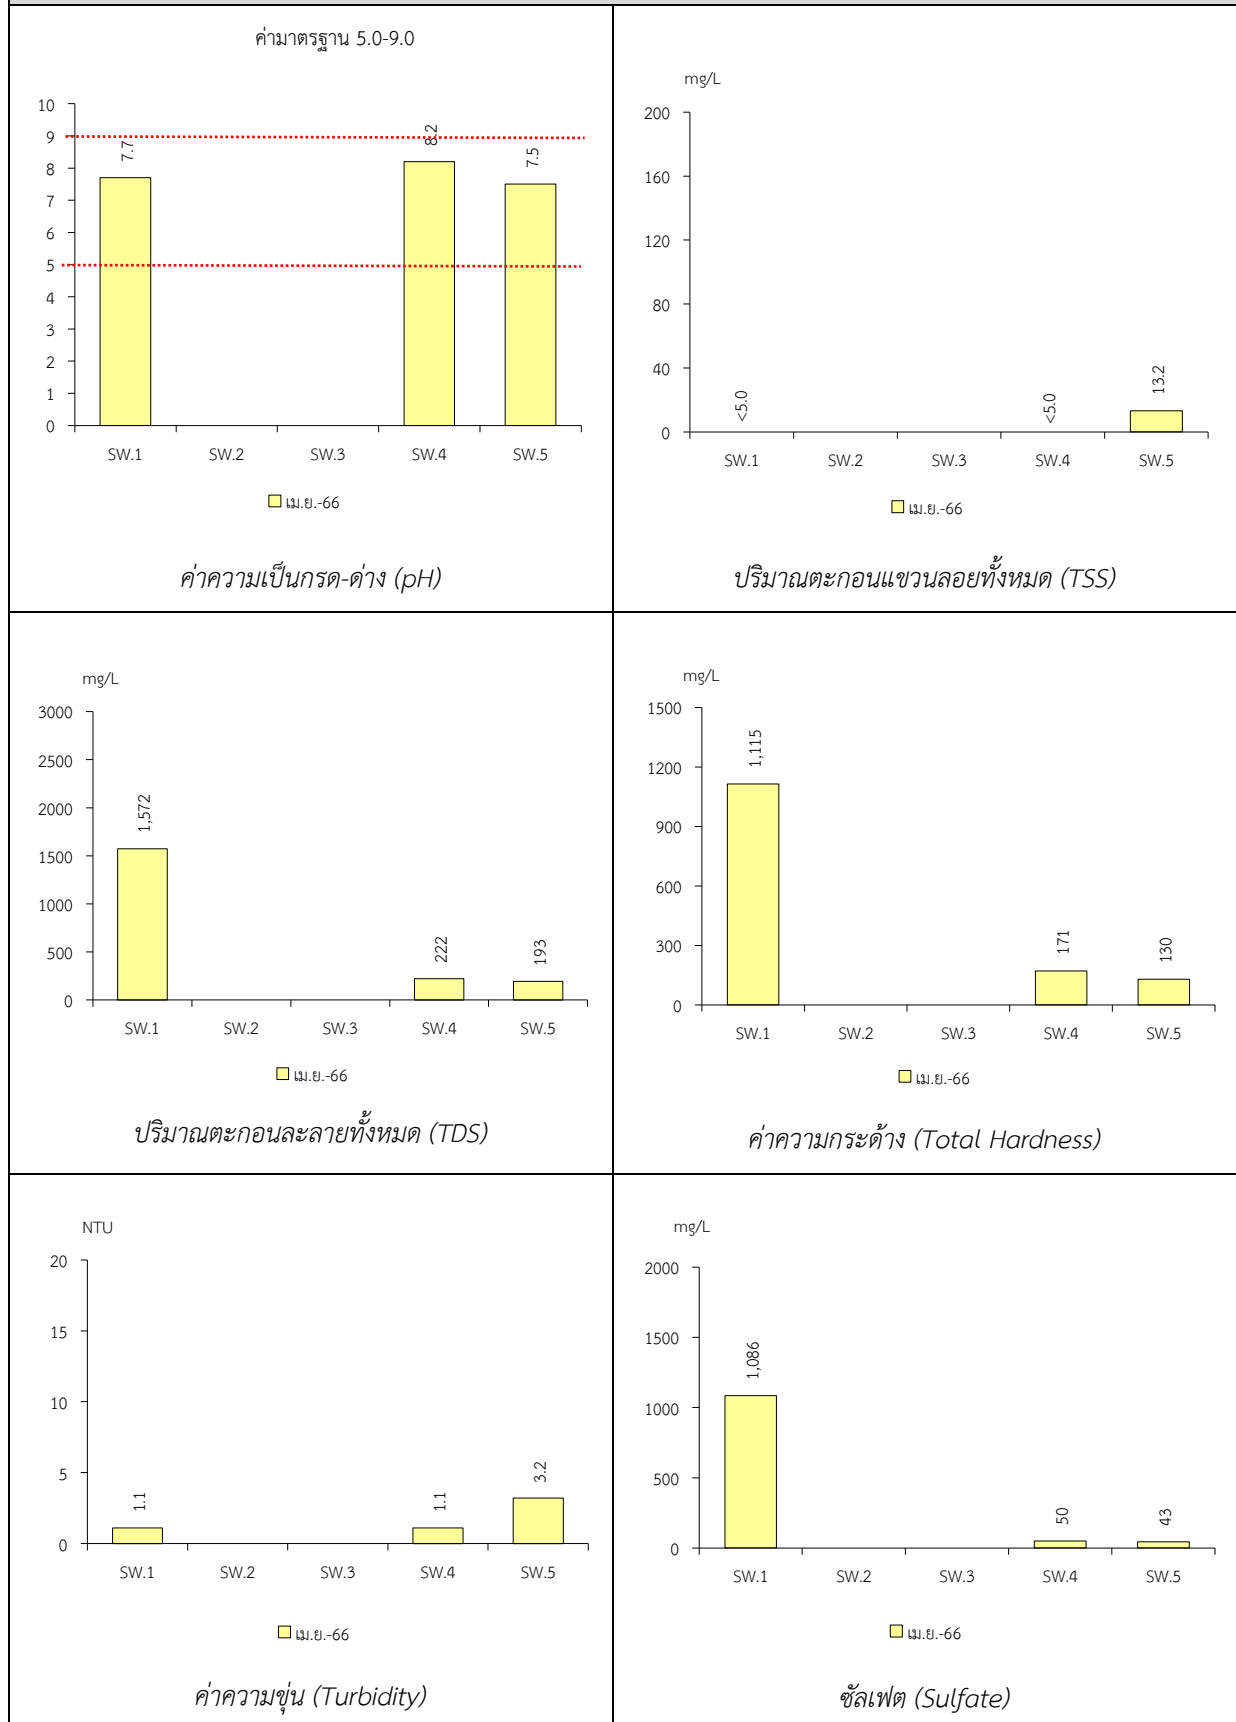 ค่ามาตรฐาน 5.0-9.0
10
9
8
7
6
5
4
3
2
1
0
7.7
8.2
7.5
SW.1 SW.2 SW.3 SW.4 SW.5
เม.ย.-66
ค่าความเป็นกรด-ด่าง (pH)
mg/L
200
160
120
80
40
0
<5.0
<5.0
13.2
SW.1 SW.2 SW.3 SW.4 SW.5
เม.ย.-66
ปริมาณตะกอนแขวนลอยทั้งหมด (TSS)
mg/L
3000
2500
2000
1500
1000
500
0
1,572
222
193
SW.1 SW.2 SW.3 SW.4 SW.5
เม.ย.-66
ปริมาณตะกอนละลายทั้งหมด (TDS)
mg/L
1500
1200
900
600
300
0
1,115
171
130
SW.1 SW.2 SW.3 SW.4 SW.5
เม.ย.-66
ค่าความกระด้าง (Total Hardness)
NTU
20
15
10
5
0
1.1
1.1
3.2
SW.1 SW.2 SW.3 SW.4 SW.5
เม.ย.-66
ค่าความขุ่น (Turbidity)
mg/L
2000
1500
1000
500
0
1,086
50
43
SW.1 SW.2 SW.3 SW.4 SW.5
เม.ย.-66
ซัลเฟต (Sulfate)